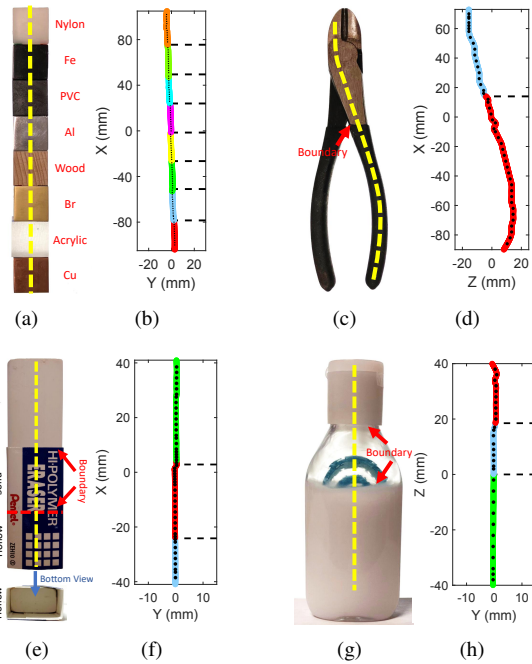 Nylon
Fe
PVC
Al
Wood
Br
Acrylic
Cu
X (mm)
80
40
0
-40
-80
-20 0 20
Y (mm)
(a)
(b)
Boundary
X (mm)
60
40
20
0
-20
-40
-60
-80
-20 0 20
Z (mm)
(c)
(d)
HI-POLYMER
ERASER
Pentel
Boundary
Bottom View
X (mm)
40
20
0
-20
-40
-10 0 10
Y (mm)
(e)
(f)
Boundary
Z (mm)
40
20
0
-20
-40
-10 0 10
Y (mm)
(g)
(h)